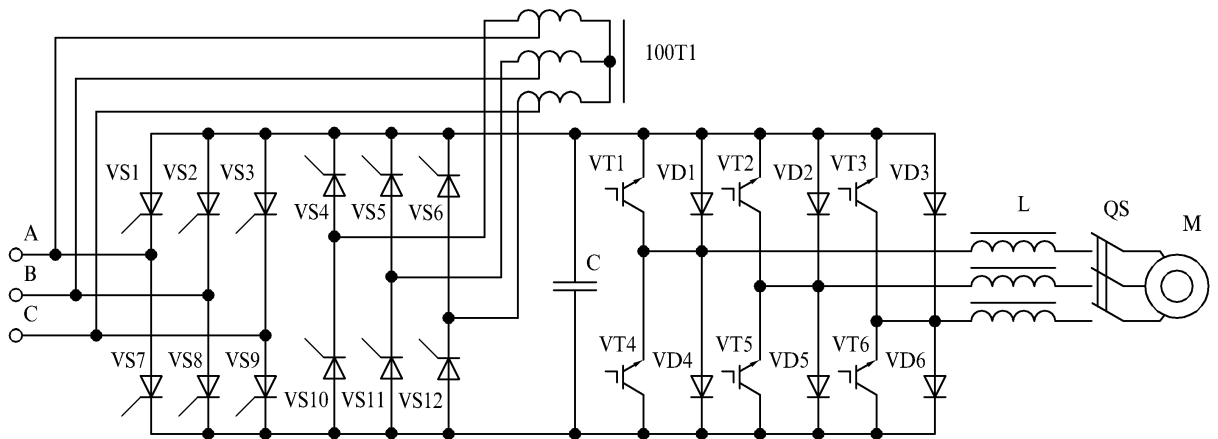 100T1
VS1 VS2 VS3
VS4 VS5 VS6
VT1 VD1 VT2 VD2 VT3 VD3
L QS M
A
B
C
C
VS7 VS8 VS9
VS10 VS11 VS12
VT4 VD4 VT5 VD5 VT6 VD6